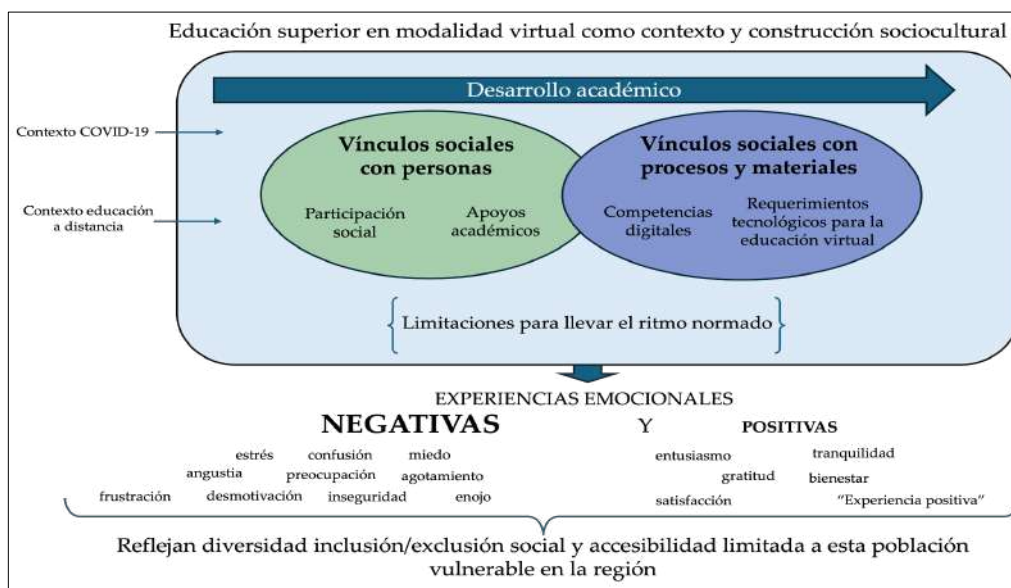 Educación superior en modalidad virtual como contexto y construcción sociocultural
Desarrollo académico
Contexto COVID-19
Contexto educación
a distancia
Vínculos sociales
con personas
Participación
social
Apoyos
académicos
Vínculos sociales con
procesos y materiales
Competencias
digitales
Requerimientos
tecnológicos para la
educación virtual
Limitaciones para llevar el ritmo normado
EXPERIENCIAS EMOCIONALES
NEGATIVAS Y POSITIVAS
estrés confusión miedo
angustia preocupación agotamiento
frustración desmotivación inseguridad enojo
entusiasmo tranquilidad
gratitud bienestar
satisfacción “Experiencia positiva”
Reflejan diversidad inclusión/exclusión social y accesibilidad limitada a esta población
vulnerable en la región